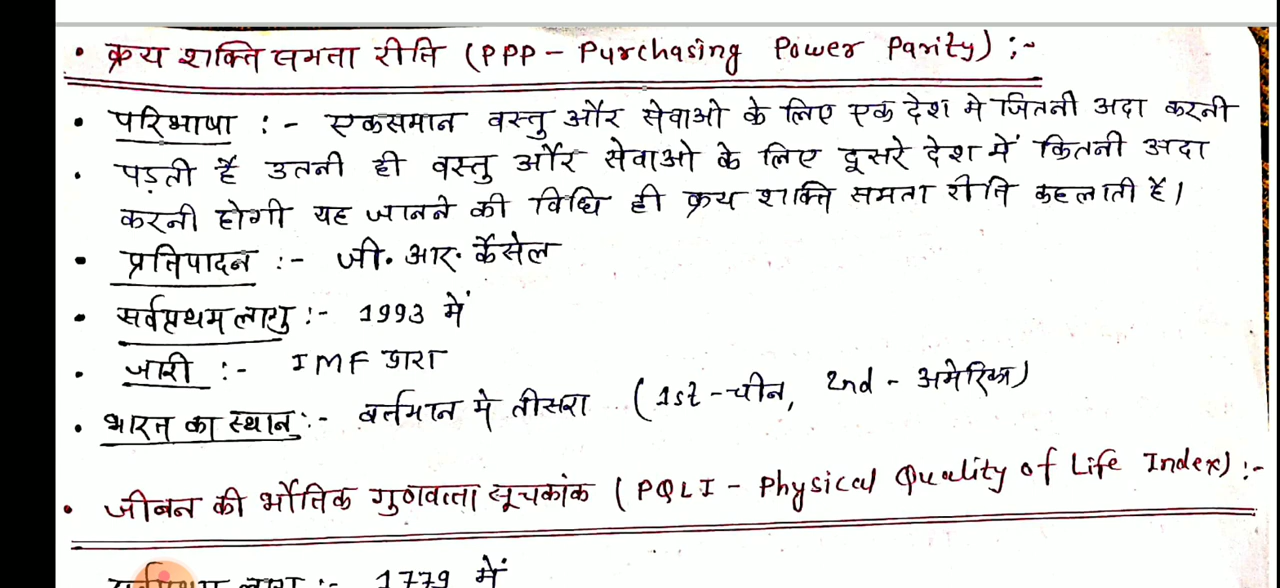 • क्रय शक्ति समता रीति (PPP - Purchasing Power Parity) :-
• परिभाषा :- एकसमान वस्तु और सेवाओ के लिए एक देश मे जितनी अदा करनी
• पड़ती है उतनी ही वस्तु और सेवाओ के लिए दूसरे देश में कितनी अदा
करनी होगी यह जानने की विधि ही क्रय शक्ति समता रीति कहलाती है।
• प्रतिपादन :- जी. आर. कैसेल
• सर्वप्रथम लागु :- 1993 में
• जारी :- IMF द्वारा
• भारत का स्थान :- वर्तमान मे तीसरा (1st - चीन, 2nd - अमेरिका)
• जीवन की भौतिक गुणवत्ता सूचकांक (PQLI - Physical Quality of Life Index) :-
:- 1779 में